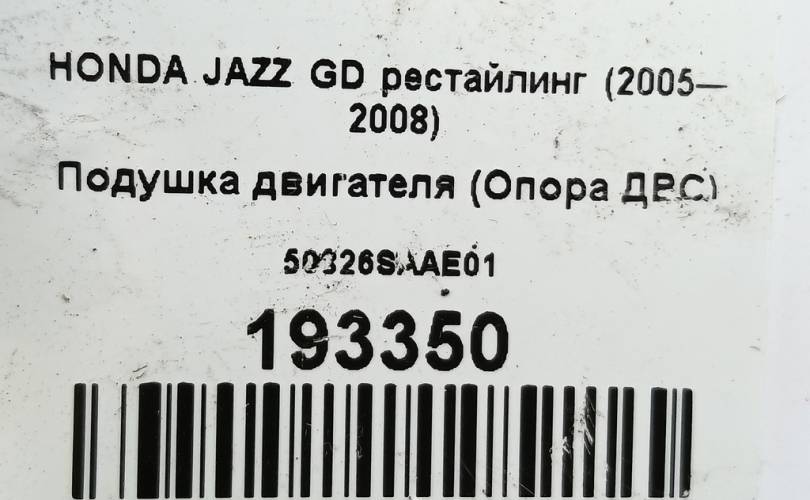 HONDA JAZZ GD рестайлинг (2005—
2008)
Подушка двигателя (Опора ДВС)
50326SAAE01
193350